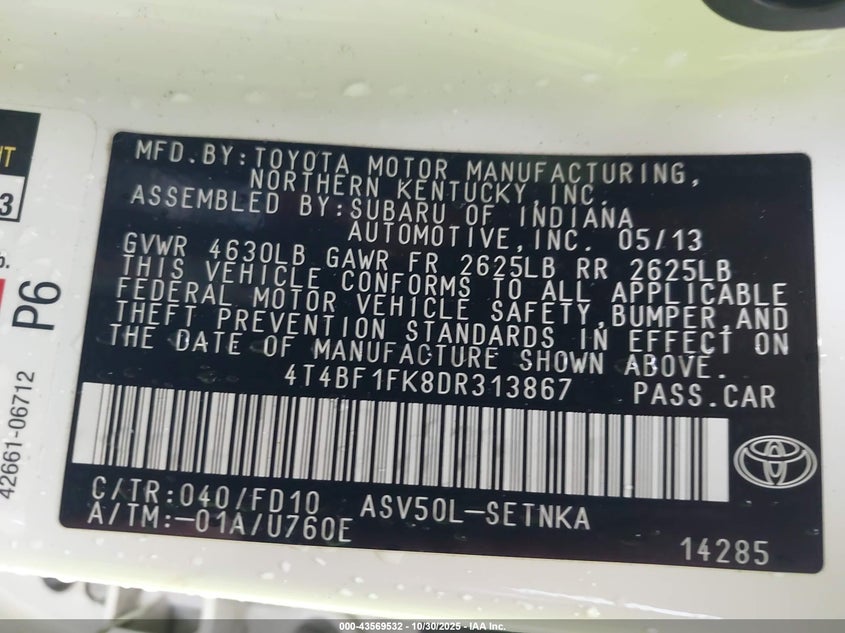 MFD.BY:TOYOTA MOTOR MANUFACTURING,
NORTHERN KENTUCKY,INC.
ASSEMBLED BY:SUBARU OF INDIANA
AUTOMOTIVE,INC. 05/13
GVWR 4630LB GAWR FR 2625LB RR 2625LB
THIS VEHICLE CONFORMS TO ALL APPLICABLE
FEDERAL MOTOR VEHICLE SAFETY,BUMPER,AND
THEFT PREVENTION STANDARDS IN EFFECT ON
THE DATE OF MANUFACTURE SHOWN ABOVE.
4T4BF1FK8DR313867 PASS.CAR
C/TR:040/FD10 ASV50L-SETNKA
A/TM:-01A/U760E
14285
P6
42661-06712
000-43569532 - 10/30/2025 - IAA Inc.